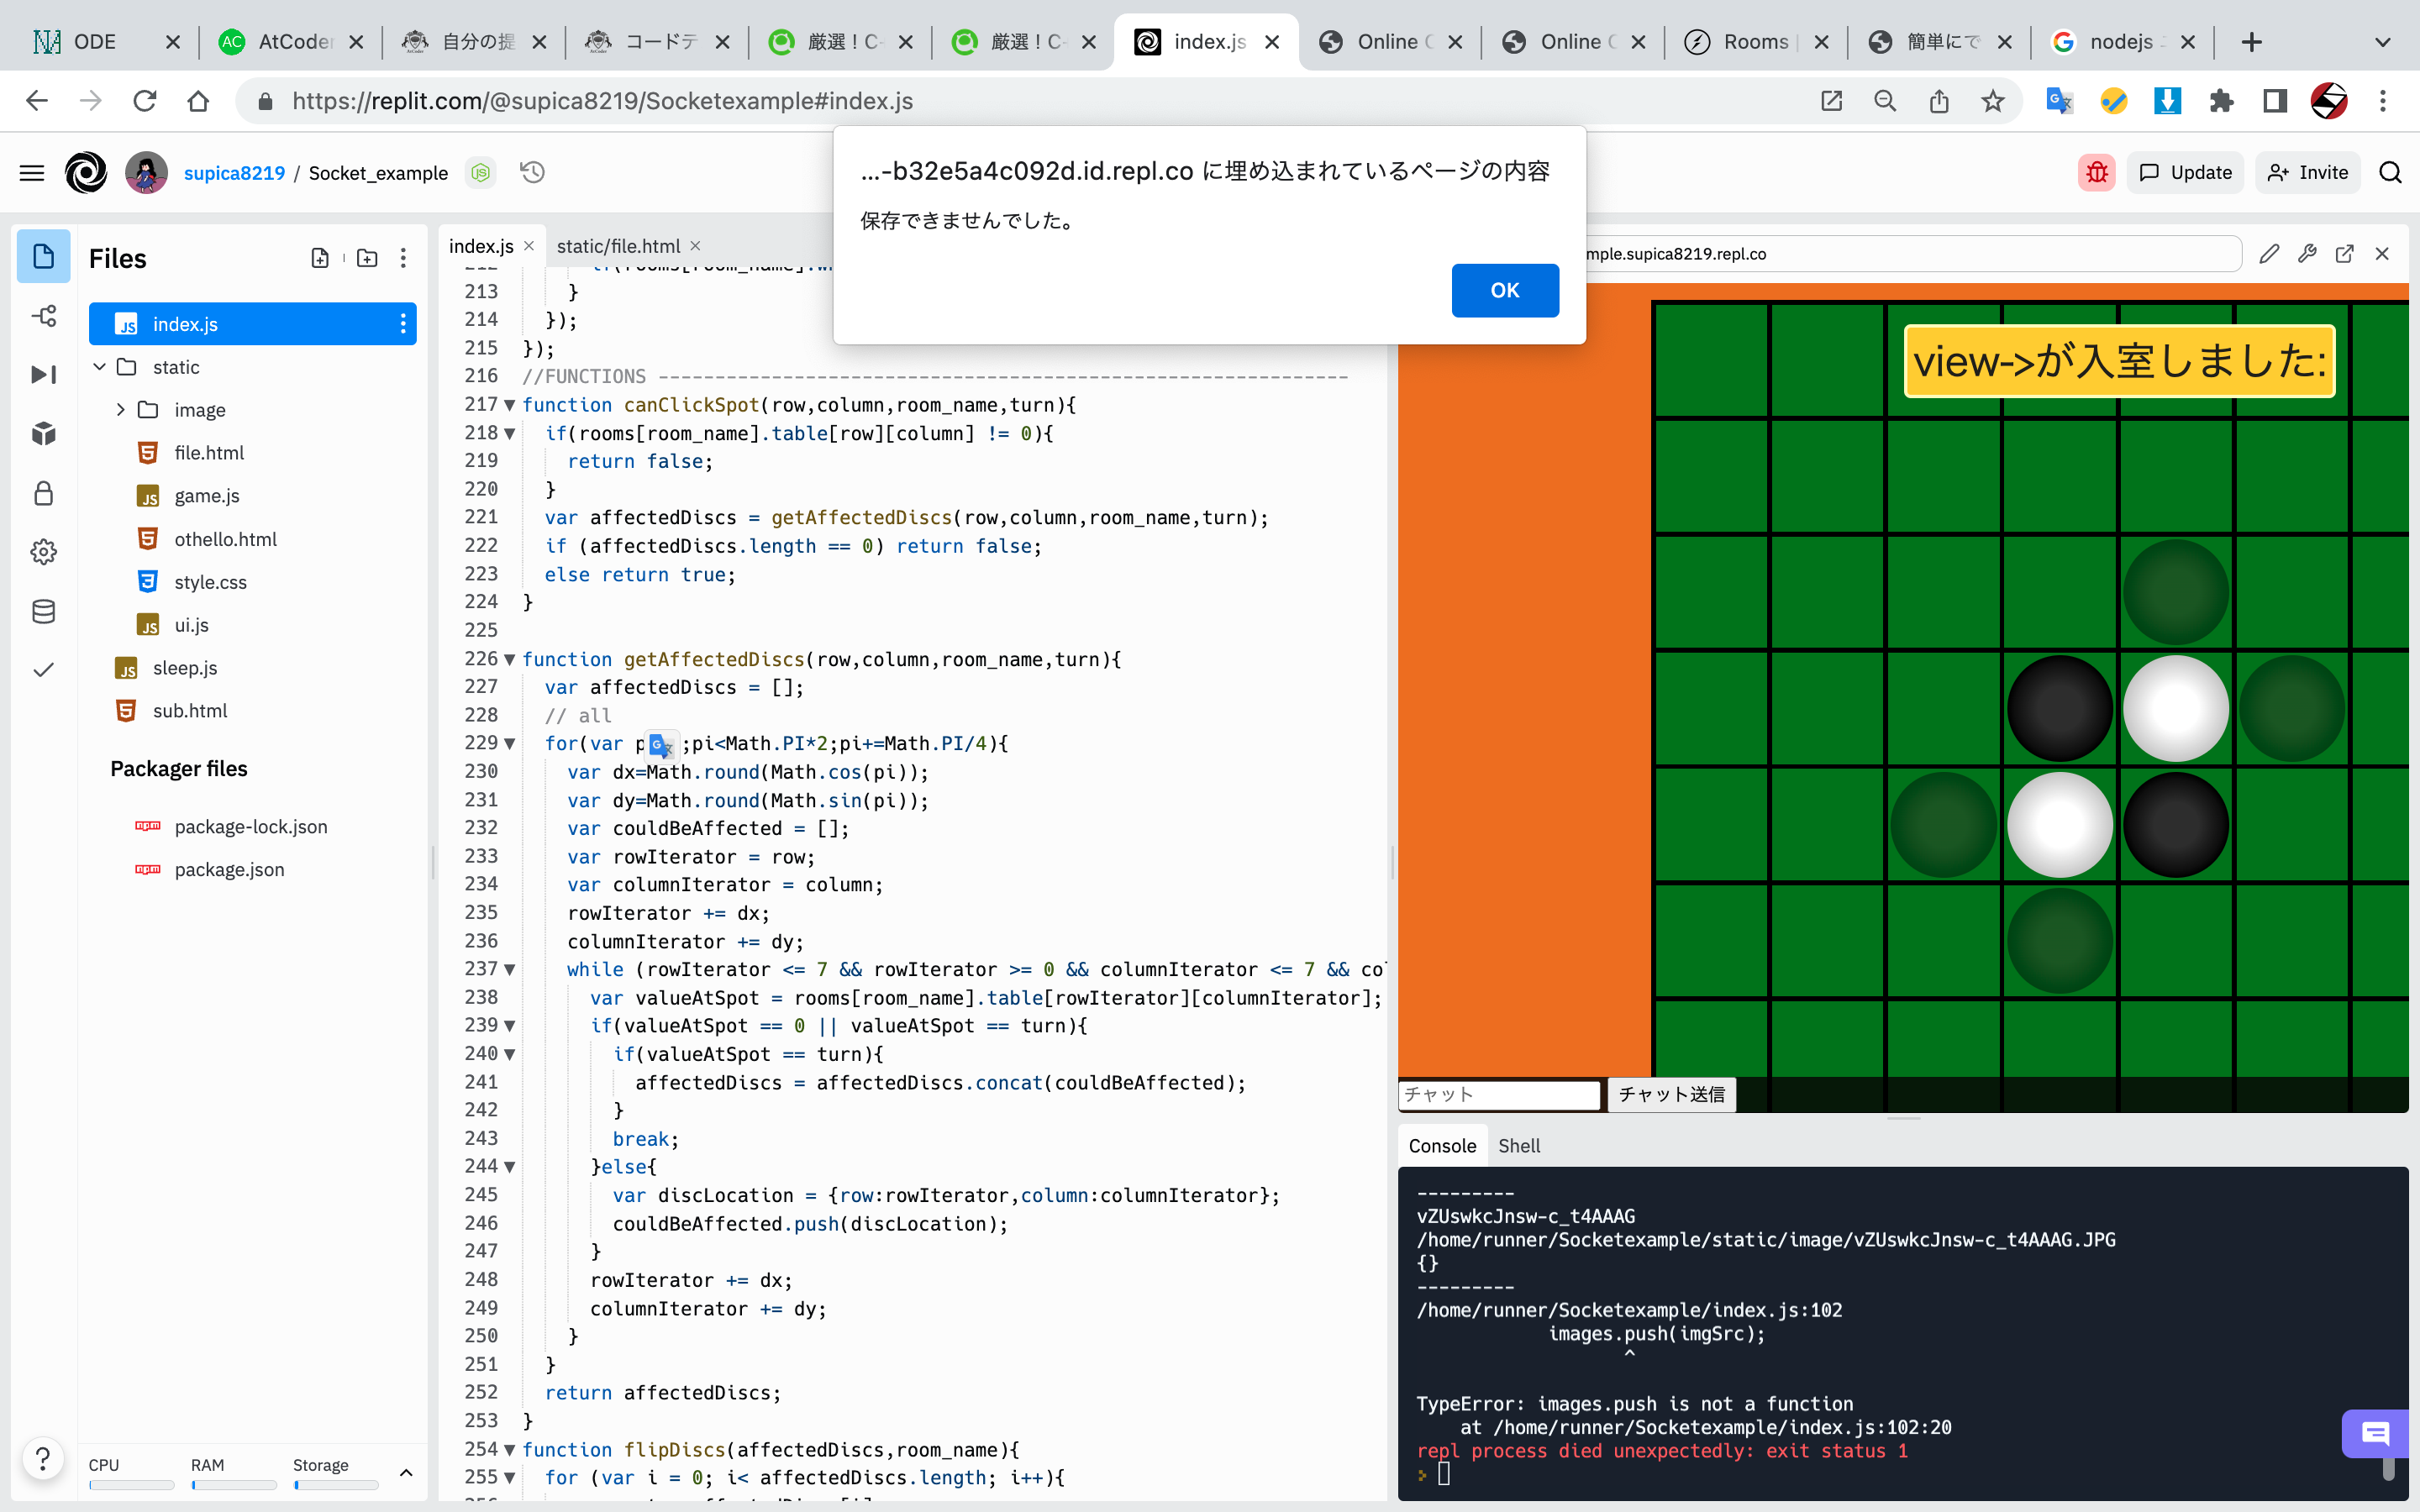 ODE
AtCoder
自分の提
コードテ
厳選！C-
厳選！C-
index.js
Online C
Online C
Rooms
簡単にで
nodejs
https://replit.com/@supica8219/Socketexample#index.js
supica8219 / Socket_example
Update
Invite
...-b32e5a4c092d.id.repl.co に埋め込まれているページの内容
保存できませんでした。
OK
Files
index.js
static
image
file.html
game.js
othello.html
style.css
ui.js
sleep.js
sub.html
Packager files
package-lock.json
package.json
CPU
RAM
Storage
index.js
static/file.html
213 }
214 });
215 });
216 //FUNCTIONS -------------------------------------------------------------
217 function canClickSpot(row,column,room_name,turn){
218 if(rooms[room_name].table[row][column] != 0){
219 return false;
220 }
221 var affectedDiscs = getAffectedDiscs(row,column,room_name,turn);
222 if (affectedDiscs.length == 0) return false;
223 else return true;
224 }
225
226 function getAffectedDiscs(row,column,room_name,turn){
227 var affectedDiscs = [];
228 // all
229 for(var p ;pi<Math.PI*2;pi+=Math.PI/4){
230 var dx=Math.round(Math.cos(pi));
231 var dy=Math.round(Math.sin(pi));
232 var couldBeAffected = [];
233 var rowIterator = row;
234 var columnIterator = column;
235 rowIterator += dx;
236 columnIterator += dy;
237 while (rowIterator <= 7 && rowIterator >= 0 && columnIterator <= 7 && col
238 var valueAtSpot = rooms[room_name].table[rowIterator][columnIterator];
239 if(valueAtSpot == 0 || valueAtSpot == turn){
240 if(valueAtSpot == turn){
241 affectedDiscs = affectedDiscs.concat(couldBeAffected);
242 }
243 break;
244 }else{
245 var discLocation = {row:rowIterator,column:columnIterator};
246 couldBeAffected.push(discLocation);
247 }
248 rowIterator += dx;
249 columnIterator += dy;
250 }
251 }
252 return affectedDiscs;
253 }
254 function flipDiscs(affectedDiscs,room_name){
255 for (var i = 0; i< affectedDiscs.length; i++){
mple.supica8219.repl.co
view->が入室しました:
チャット
チャット送信
Console
Shell
---------
vZUswkcJnsw-c_t4AAAG
/home/runner/Socketexample/static/image/vZUswkcJnsw-c_t4AAAG.JPG
{}
---------
/home/runner/Socketexample/index.js:102
images.push(imgSrc);
^
TypeError: images.push is not a function
at /home/runner/Socketexample/index.js:102:20
repl process died unexpectedly: exit status 1